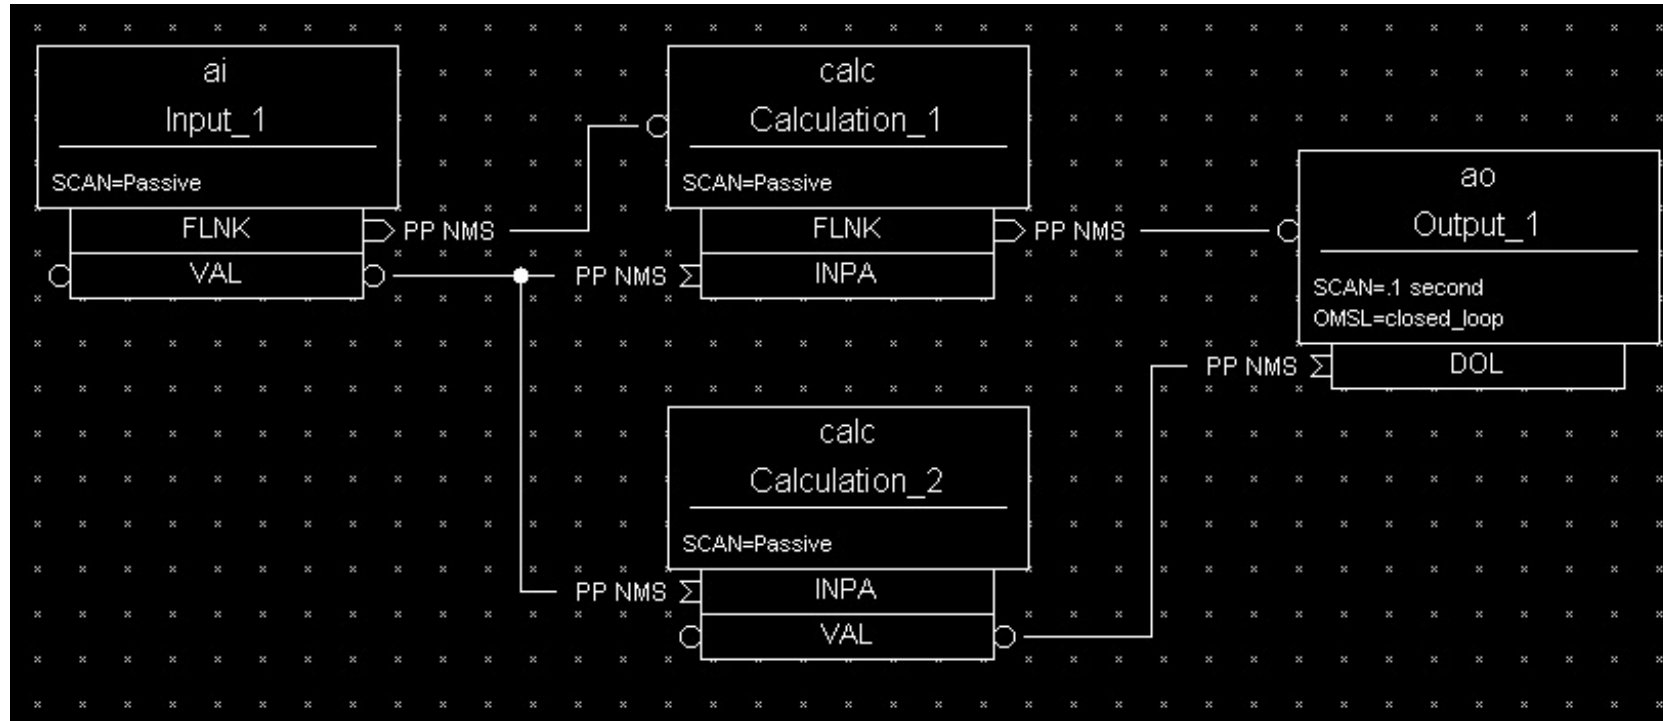 ai
Input_1
SCAN=Passive
FLNK
PP NMS
VAL
calc
Calculation_1
SCAN=Passive
FLNK
PP NMS
PP NMS
INPA
ao
Output_1
SCAN=.1 second
OMSL=closed_loop
PP NMS
DOL
calc
Calculation_2
SCAN=Passive
PP NMS
INPA
VAL